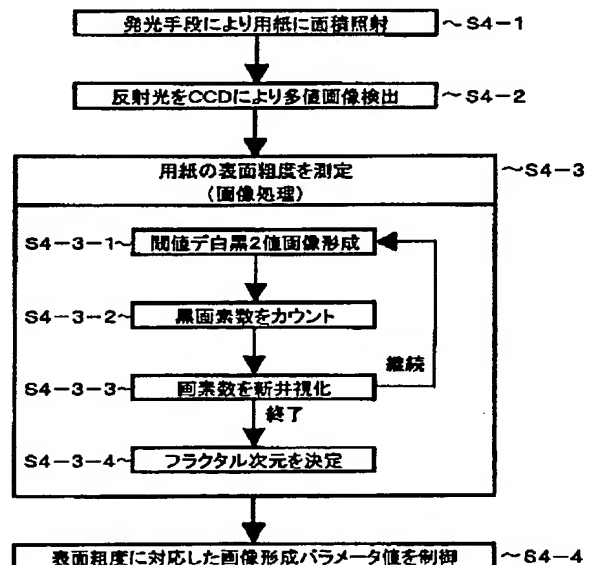 発光手段により用紙に面積照射 ～S4-1
反射光をCCDにより多値画像検出 ～S4-2
用紙の表面粗度を測定 ～S4-3
(画像処理)
S4-3-1～ 閾値デ白黒2値画像形成
S4-3-2～ 黒画素数をカウント
継続
S4-3-3～ 画素数を新井視化
終了
S4-3-4～ フラクタル次元を決定
表面粗度に対応した画像形成パラメータ値を制御 ～S4-4